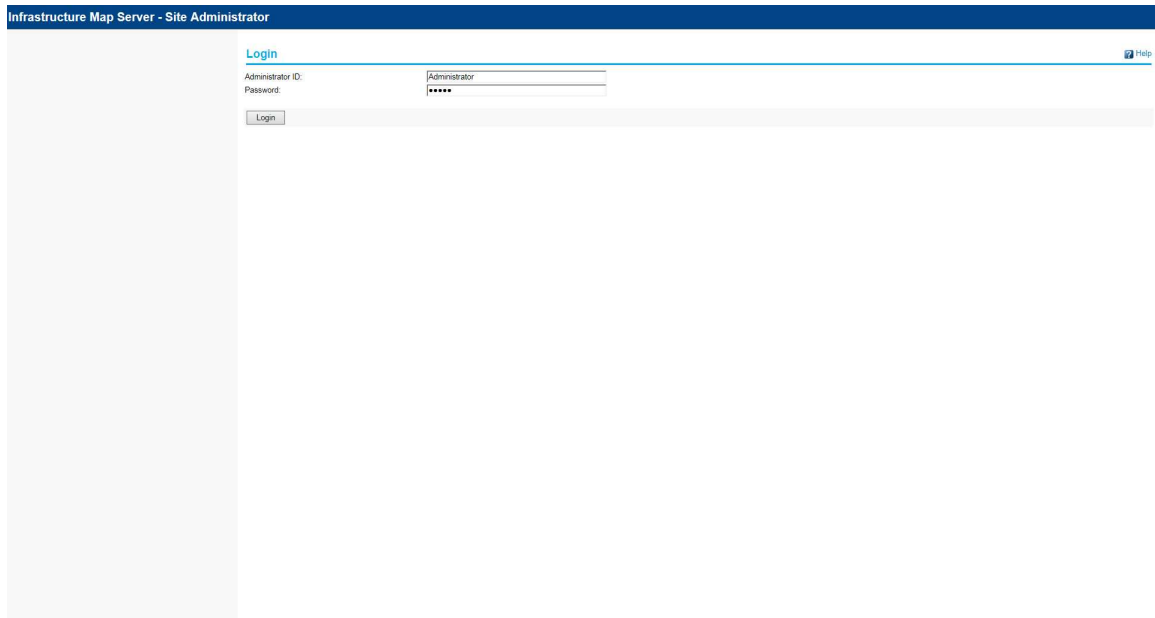 Infrastructure Map Server - Site Administrator
Login
Help
Administrator ID: Administrator
Password: •••••
Login